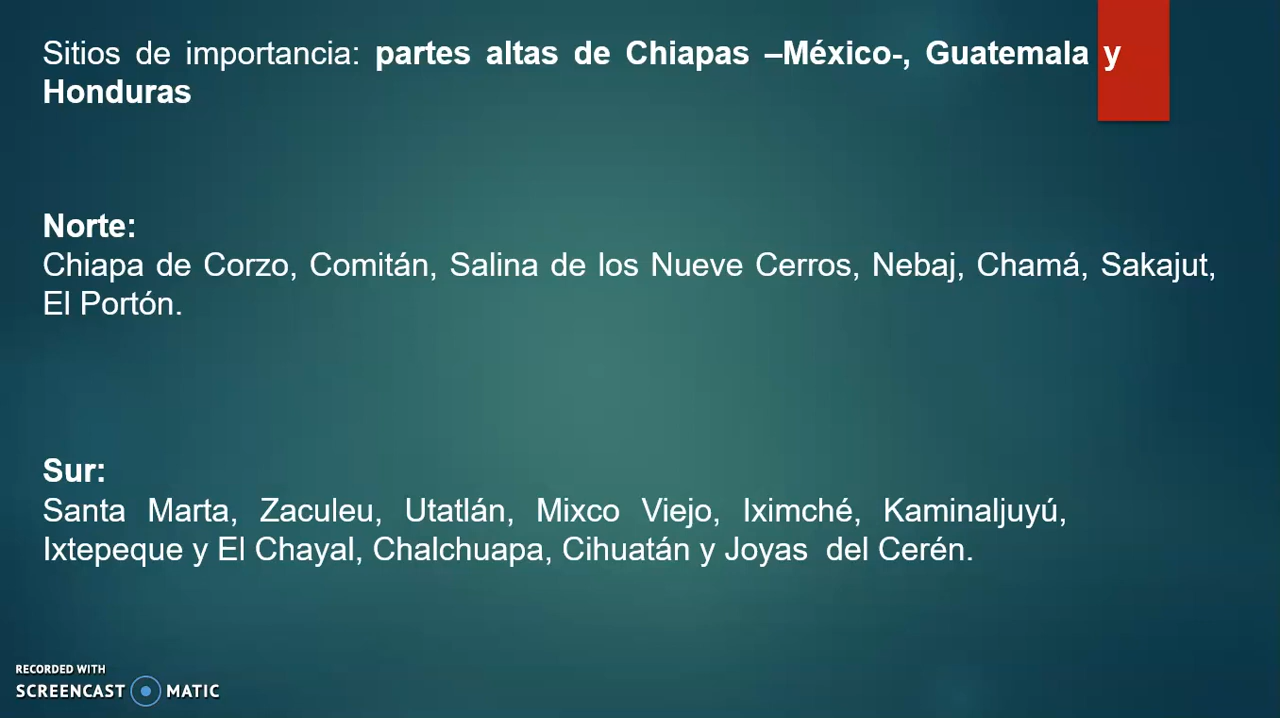 Sitios de importancia: partes altas de Chiapas –México-, Guatemala y
Honduras
Norte:
Chiapa de Corzo, Comitán, Salina de los Nueve Cerros, Nebaj, Chamá, Sakajut,
El Portón.
Sur:
Santa Marta, Zaculeu, Utatlán, Mixco Viejo, Iximché, Kaminaljuyú,
Ixtepeque y El Chayal, Chalchuapa, Cihuatán y Joyas del Cerén.
RECORDED WITH
SCREENCAST MATIC